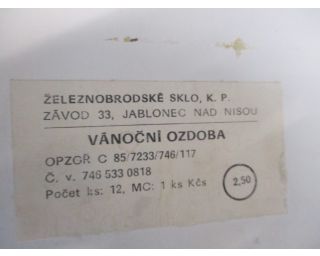 ŽELEZNOBRODSKÉ SKLO, K. P.
ZÁVOD 33, JABLONEC NAD NISOU
VÁNOČNÍ OZDOBA
OPZGŘ C 85/7233/746/117
Č. v. 746 533 0818
Počet ks: 12, MC: 1 ks Kčs 2,50